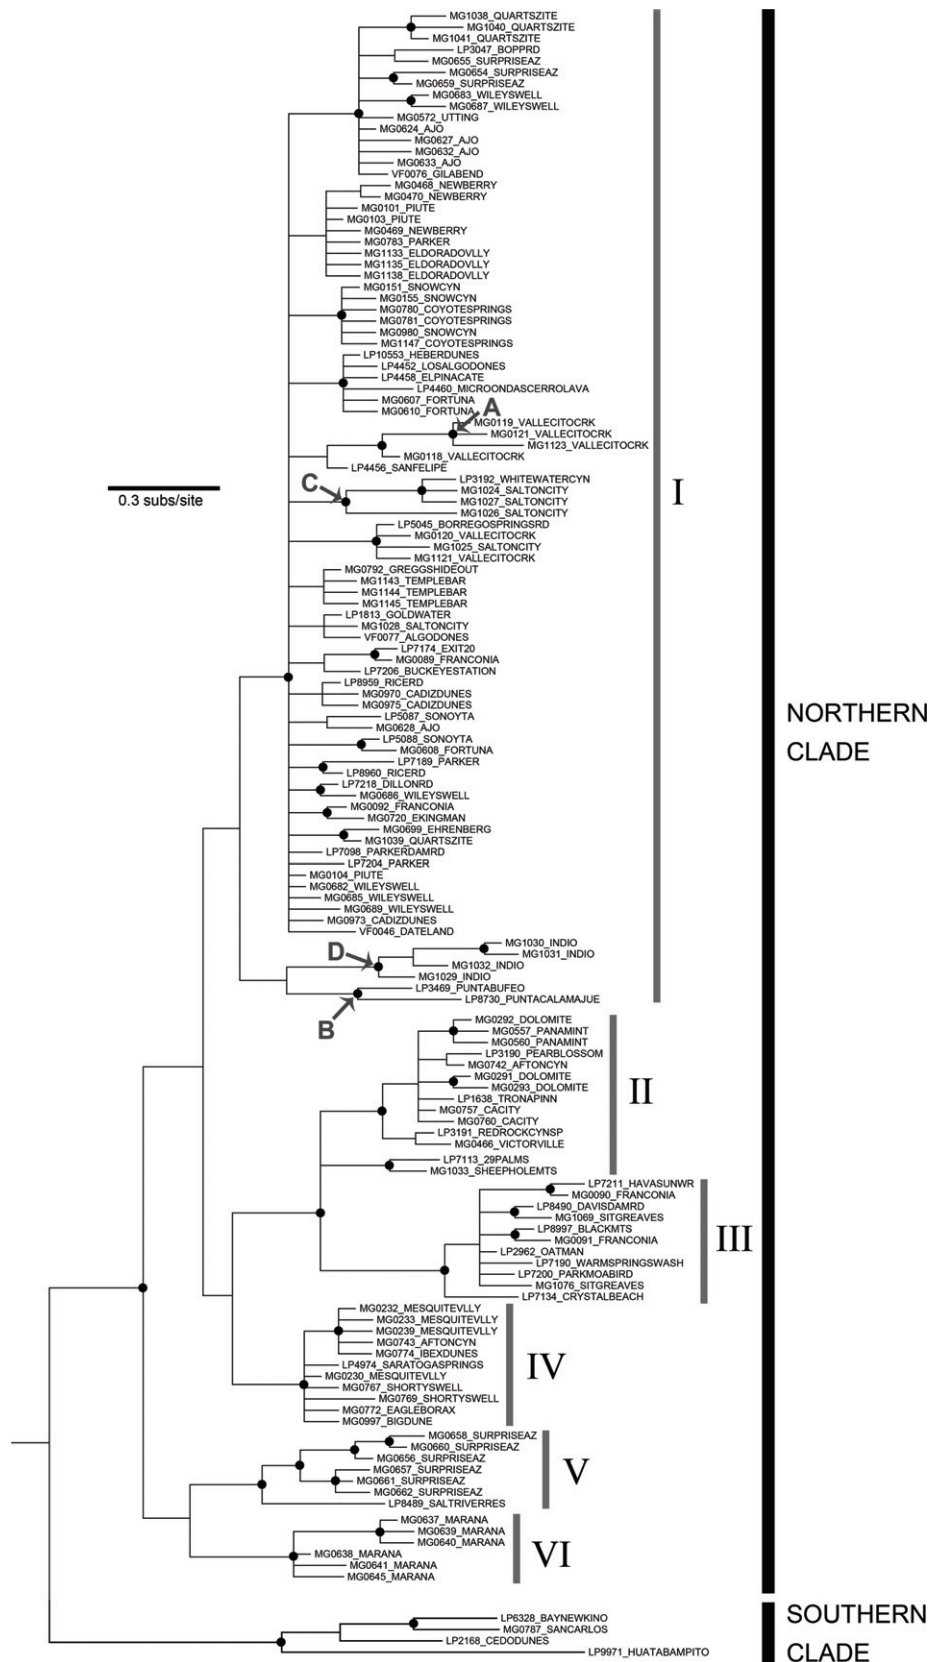 MG1038_QUARTSZITE
MG1040_QUARTSZITE
MG1041_QUARTSZITE
LP3047_BOPPRD
MG0655_SURPRISEAZ
MG0654_SURPRISEAZ
MG0659_SURPRISEAZ
MG0683_WILEYSWELL
MG0687_WILEYSWELL
MG0572_UTTING
MG0624_AJO
MG0627_AJO
MG0632_AJO
MG0633_AJO
VF0076_GILABEND
MG0468_NEWBERRY
MG0470_NEWBERRY
MG0101_PIUTE
MG0103_PIUTE
MG0469_NEWBERRY
MG0783_PARKER
MG1133_ELDORADOVLLY
MG1135_ELDORADOVLLY
MG1138_ELDORADOVLLY
MG0151_SNOWCYN
MG0155_SNOWCYN
MG0780_COYOTESPRINGS
MG0781_COYOTESPRINGS
MG0980_SNOWCYN
MG1147_COYOTESPRINGS
LP10553_HEBERDUNES
LP4452_LOSALGODONES
LP4458_ELPINACATE
LP4460_MICROONDASCERROLAVA
MG0607_FORTUNA
MG0610_FORTUNA
A
MG0119_VALLECITOCRK
MG0121_VALLECITOCRK
MG1123_VALLECITOCRK
MG0118_VALLECITOCRK
LP4456_SANFELIPE
C
LP3192_WHITEWATERCYN
MG1024_SALTONCITY
MG1027_SALTONCITY
MG1026_SALTONCITY
I
0.3 subs/site
LP5045_BORREGOSPRINGSRD
MG0120_VALLECITOCRK
MG1025_SALTONCITY
MG1121_VALLECITOCRK
MG0792_GREGGSHIDEOUT
MG1143_TEMPLEBAR
MG1144_TEMPLEBAR
MG1145_TEMPLEBAR
LP1813_GOLDWATER
MG1028_SALTONCITY
VF0077_ALGODONES
LP7174_EXIT20
MG0089_FRANCONIA
LP7206_BUCKEYESTATION
LP8959_RICERD
MG0970_CADIZDUNES
MG0975_CADIZDUNES
LP5087_SONOYTA
MG0628_AJO
LP5088_SONOYTA
MG0608_FORTUNA
LP7189_PARKER
LP8960_RICERD
LP7218_DILLONRD
MG0686_WILEYSWELL
MG0092_FRANCONIA
MG0720_EKINGMAN
MG0699_EHRENBERG
MG1039_QUARTSZITE
LP7098_PARKERDAMRD
LP7204_PARKER
MG0104_PIUTE
MG0682_WILEYSWELL
MG0685_WILEYSWELL
MG0689_WILEYSWELL
MG0973_CADIZDUNES
VF0046_DATELAND
NORTHERN
CLADE
D
MG1030_INDIO
MG1031_INDIO
MG1032_INDIO
MG1029_INDIO
LP3469_PUNTABUFEO
LP8730_PUNTACALAMAJUE
B
MG0292_DOLOMITE
MG0557_PANAMINT
MG0560_PANAMINT
LP3190_PEARBLOSSOM
MG0742_AFTONCYN
MG0291_DOLOMITE
MG0293_DOLOMITE
LP1638_TRONAPINN
MG0757_CACITY
MG0760_CACITY
LP3191_REDROCKCYNSP
MG0466_VICTORVILLE
LP7113_29PALMS
MG1033_SHEEPHOLEMTS
II
LP7211_HAVASUNWR
MG0090_FRANCONIA
LP8490_DAVISDAMRD
MG1069_SITGREAVES
LP8997_BLACKMTS
MG0091_FRANCONIA
LP2962_OATMAN
LP7190_WARMSPRINGSWASH
LP7200_PARKMOABIRD
MG1076_SITGREAVES
LP7134_CRYSTALBEACH
III
MG0232_MESQUITEVLLY
MG0233_MESQUITEVLLY
MG0239_MESQUITEVLLY
MG0743_AFTONCYN
MG0774_IBEXDUNES
LP4974_SARATOGASPRINGS
MG0230_MESQUITEVLLY
MG0767_SHORTYSWELL
MG0769_SHORTYSWELL
MG0772_EAGLEBORAX
MG0997_BIGDUNE
IV
MG0658_SURPRISEAZ
MG0660_SURPRISEAZ
MG0656_SURPRISEAZ
MG0657_SURPRISEAZ
MG0661_SURPRISEAZ
MG0662_SURPRISEAZ
LP8489_SALTRIVERRES
V
MG0637_MARANA
MG0639_MARANA
MG0640_MARANA
MG0638_MARANA
MG0641_MARANA
MG0645_MARANA
VI
LP6328_BAYNEWKINO
MG0787_SANCARLOS
LP2168_CEDODUNES
LP9971_HUATABAMPITO
SOUTHERN
CLADE